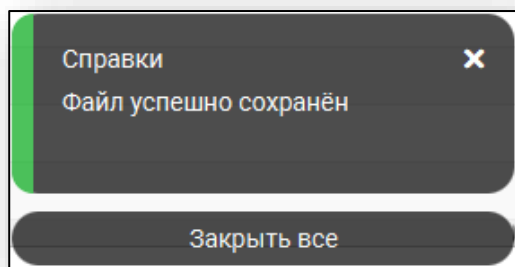 Справки
Файл успешно сохранён
Закрыть все